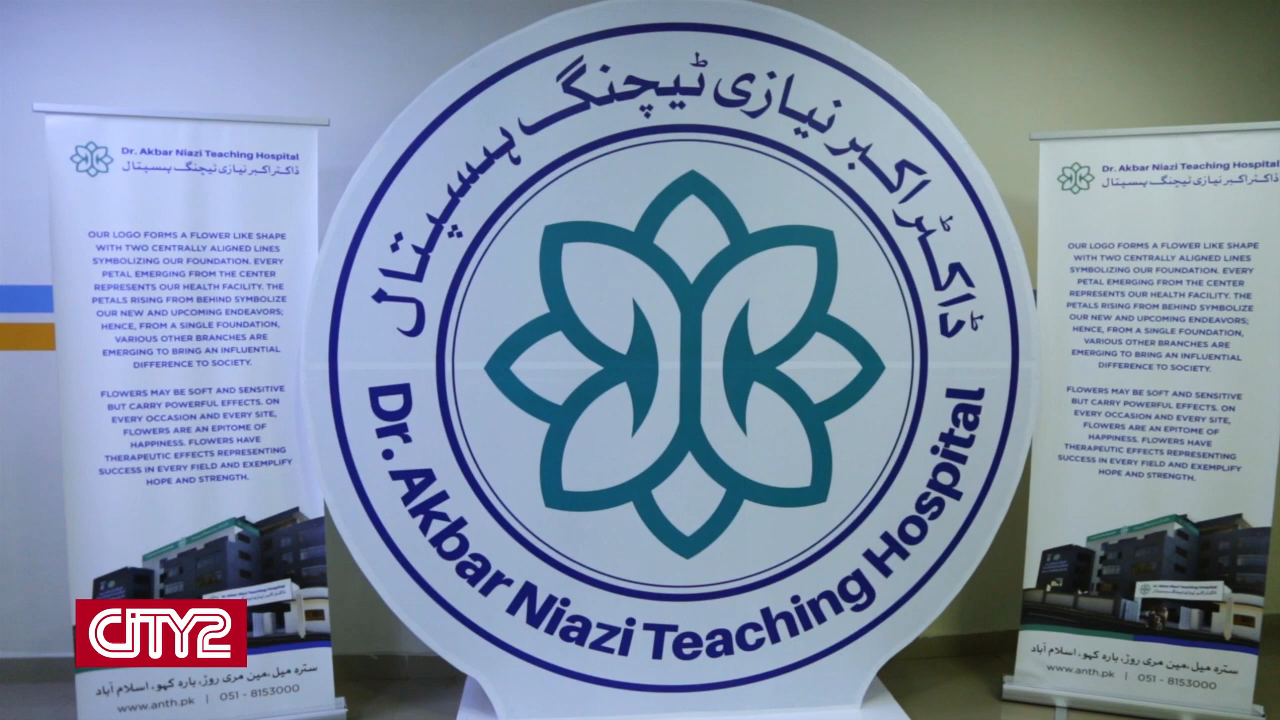 Dr. Akbar Niazi Teaching Hospital
ڈاکٹر اکبر نیازی ٹیچنگ ہسپتال
OUR LOGO FORMS A FLOWER LIKE SHAPE
WITH TWO CENTRALLY ALIGNED LINES
SYMBOLIZING OUR FOUNDATION. EVERY
PETAL EMERGING FROM THE CENTER
REPRESENTS OUR HEALTH FACILITY. THE
PETALS RISING FROM BEHIND SYMBOLIZE
OUR NEW AND UPCOMING ENDEAVORS;
HENCE, FROM A SINGLE FOUNDATION,
VARIOUS OTHER BRANCHES ARE
EMERGING TO BRING AN INFLUENTIAL
DIFFERENCE TO SOCIETY.
FLOWERS MAY BE SOFT AND SENSITIVE
BUT CARRY POWERFUL EFFECTS. ON
EVERY OCCASION AND EVERY SITE,
FLOWERS ARE AN EPITOME OF
HAPPINESS. FLOWERS HAVE
THERAPEUTIC EFFECTS REPRESENTING
SUCCESS IN EVERY FIELD AND EXEMPLIFY
HOPE AND STRENGTH.
CITY2
سترہ میل، مین مری روڑ، بارہ کہو، اسلام آباد
www.anth.pk | 051 - 8153000
ڈاکٹر اکبر نیازی ٹیچنگ ہسپتال
Dr. Akbar Niazi Teaching Hospital
Dr. Akbar Niazi Teaching Hospital
ڈاکٹر اکبر نیازی ٹیچنگ ہسپتال
OUR LOGO FORMS A FLOWER LIKE SHAPE
WITH TWO CENTRALLY ALIGNED LINES
SYMBOLIZING OUR FOUNDATION. EVERY
PETAL EMERGING FROM THE CENTER
REPRESENTS OUR HEALTH FACILITY. THE
PETALS RISING FROM BEHIND SYMBOLIZE
OUR NEW AND UPCOMING ENDEAVORS;
HENCE, FROM A SINGLE FOUNDATION,
VARIOUS OTHER BRANCHES ARE
EMERGING TO BRING AN INFLUENTIAL
DIFFERENCE TO SOCIETY.
FLOWERS MAY BE SOFT AND SENSITIVE
BUT CARRY POWERFUL EFFECTS. ON
EVERY OCCASION AND EVERY SITE,
FLOWERS ARE AN EPITOME OF
HAPPINESS. FLOWERS HAVE
THERAPEUTIC EFFECTS REPRESENTING
SUCCESS IN EVERY FIELD AND EXEMPLIFY
HOPE AND STRENGTH.
Dr. Akbar Niazi Teaching Hospital
ڈاکٹر اکبر نیازی ٹیچنگ ہسپتال
سترہ میل، مین مری روڑ، بارہ کہو، اسلام آباد
www.anth.pk | 051 - 8153000